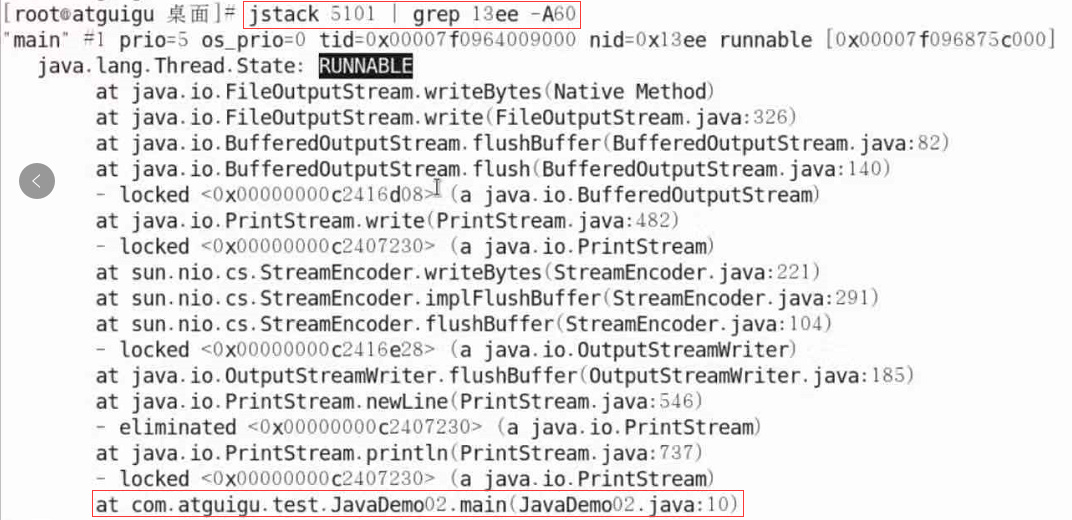 [root@atguigu 桌面]# jstack 5101 | grep 13ee -A60
"main" #1 prio=5 os_prio=0 tid=0x00007f0964009000 nid=0x13ee runnable [0x00007f096875c000]
java.lang.Thread.State: RUNNABLE
at java.io.FileOutputStream.writeBytes(Native Method)
at java.io.FileOutputStream.write(FileOutputStream.java:326)
at java.io.BufferedOutputStream.flushBuffer(BufferedOutputStream.java:82)
at java.io.BufferedOutputStream.flush(BufferedOutputStream.java:140)
- locked <0x00000000c2416d08> (a java.io.BufferedOutputStream)
at java.io.PrintStream.write(PrintStream.java:482)
- locked <0x00000000c2407230> (a java.io.PrintStream)
at sun.nio.cs.StreamEncoder.writeBytes(StreamEncoder.java:221)
at sun.nio.cs.StreamEncoder.implFlushBuffer(StreamEncoder.java:291)
at sun.nio.cs.StreamEncoder.flushBuffer(StreamEncoder.java:104)
- locked <0x00000000c2416e28> (a java.io.OutputStreamWriter)
at java.io.OutputStreamWriter.flushBuffer(OutputStreamWriter.java:185)
at java.io.PrintStream.newLine(PrintStream.java:546)
- eliminated <0x00000000c2407230> (a java.io.PrintStream)
at java.io.PrintStream.println(PrintStream.java:737)
- locked <0x00000000c2407230> (a java.io.PrintStream)
at com.atguigu.test.JavaDemo02.main(JavaDemo02.java:10)